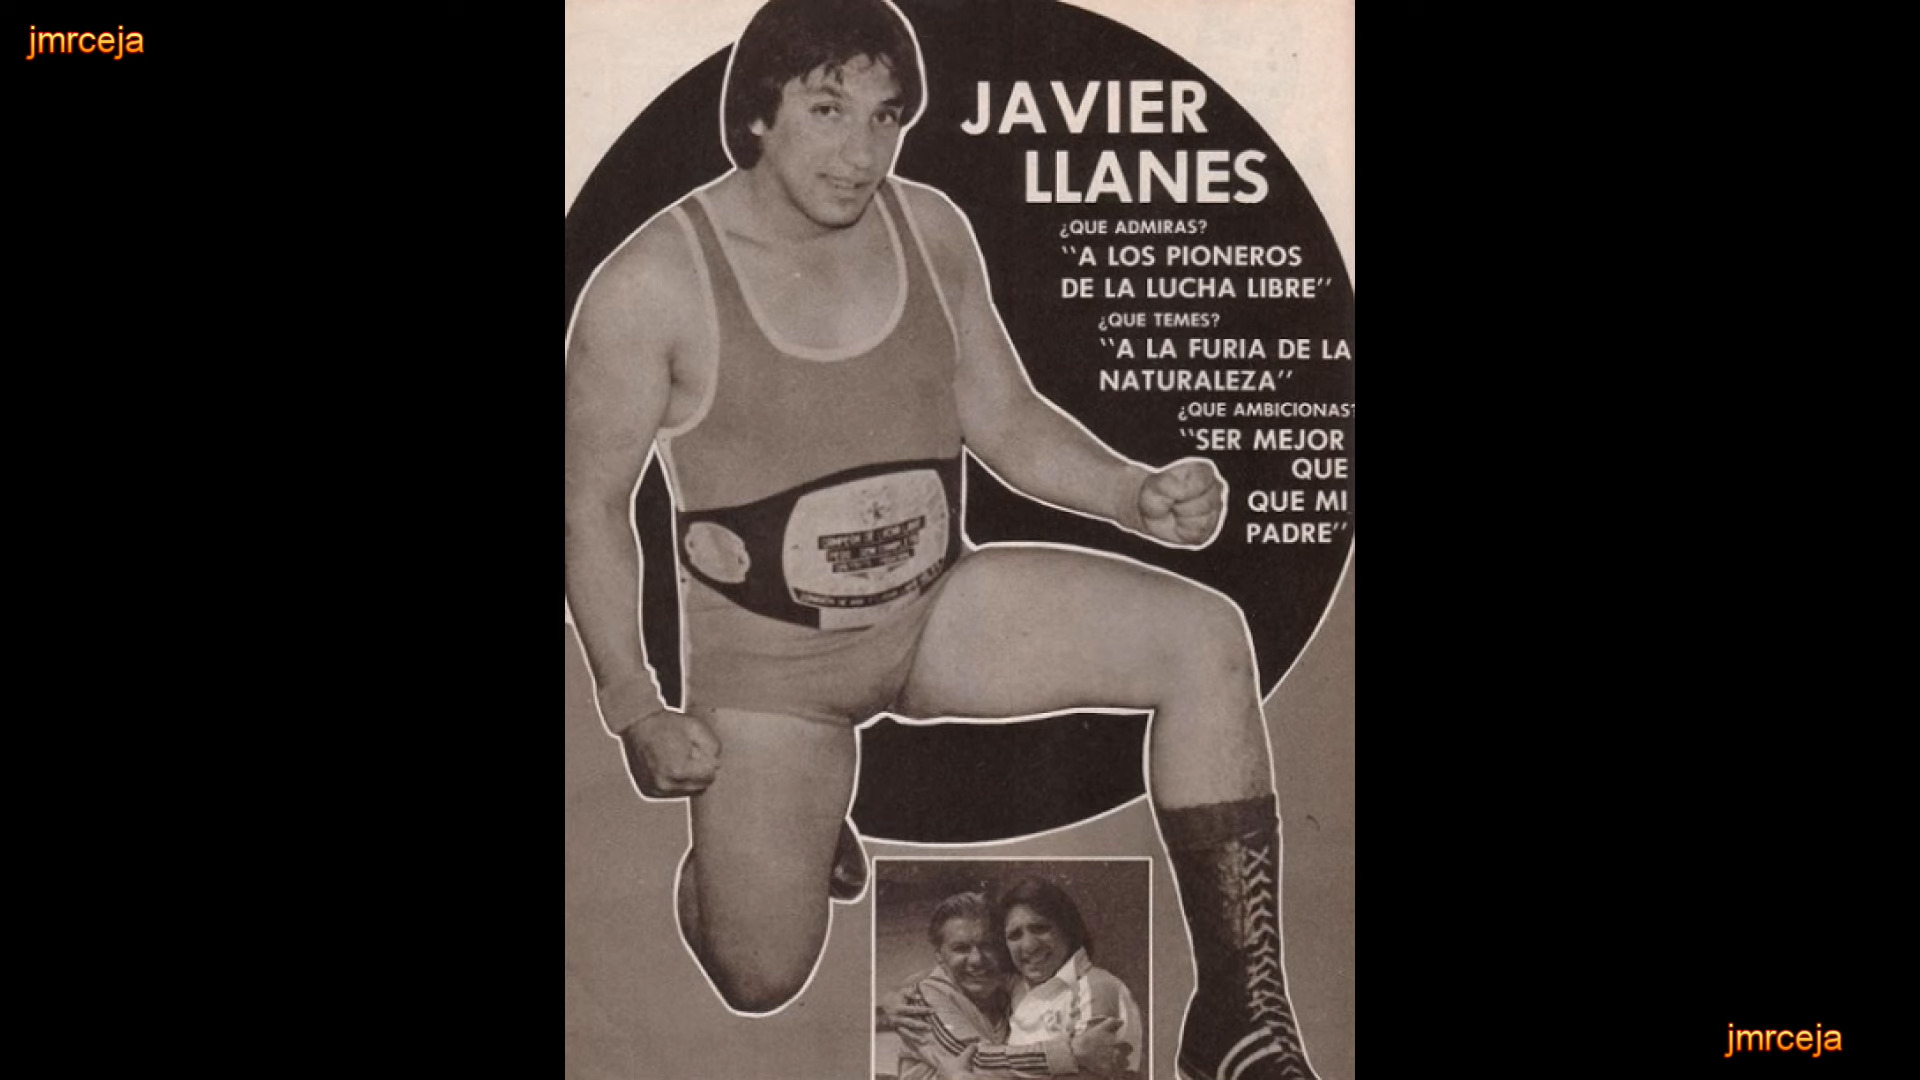 jmrceja
JAVIER
LLANES
¿QUE ADMIRAS?
“A LOS PIONEROS
DE LA LUCHA LIBRE”
¿QUE TEMES?
“A LA FURIA DE LA
NATURALEZA”
¿QUE AMBICIONAS?
“SER MEJOR
QUE
QUE MI
PADRE”
jmrceja